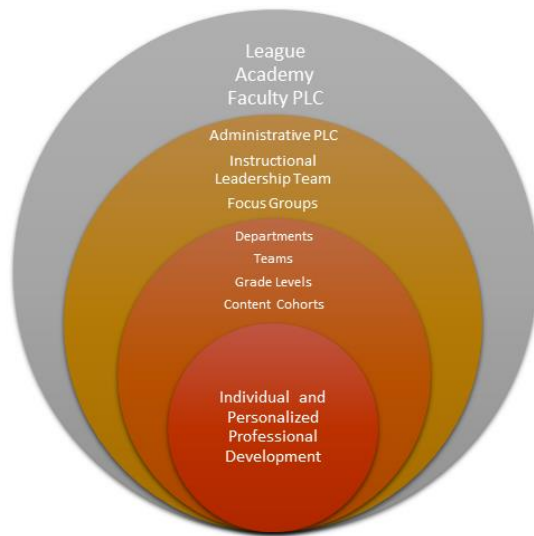 League
Academy
Faculty PLC
Administrative PLC
Instructional
Leadership Team
Focus Groups
Departments
Teams
Grade Levels
Content Cohorts
Individual and
Personalized
Professional
Development